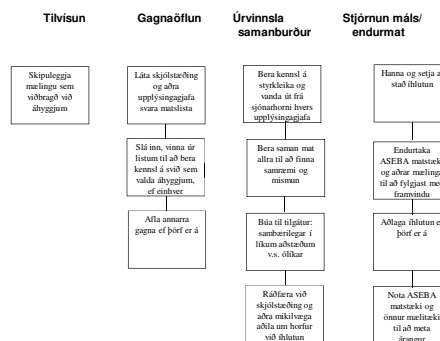 Tilvísun
Gagnaöflun
Úrvinnsla
samanburður
Stjórnun máls/
endurmat
Skipuleggja
mælingu sem
viðbragð við
áhyggjum
Láta skjólstæðing
og aðra
upplýsingagjafa
svara matslista
Slá inn, vinna úr
listum til að bera
kennsl á svið sem
valda áhyggjum,
ef einhver
Afla annarra
gagna ef þörf er á
Bera kennsl á
styrkleika og
vanda út frá
sjónarhorni hvers
upplýsingagjafa
Bera saman mat
allra til að finna
samræmi og
mismun
Búa til tilgátur:
sambærilegar í
líkum aðstæðum
v.s. ólíkar
Ráðfæra við
skjólstæðing og
aðra mikilvæga
aðila um horfur
við íhlutun
Hanna og setja a
stað íhlutun
Endurtaka
ASEBA matstæk
og aðrar mælinga
til að fylgjast me
framvindu
Aðlaga íhlutun e
þörf er á
Nota ASEBA
matstæki og
önnur mælitæki
til að meta
árangur